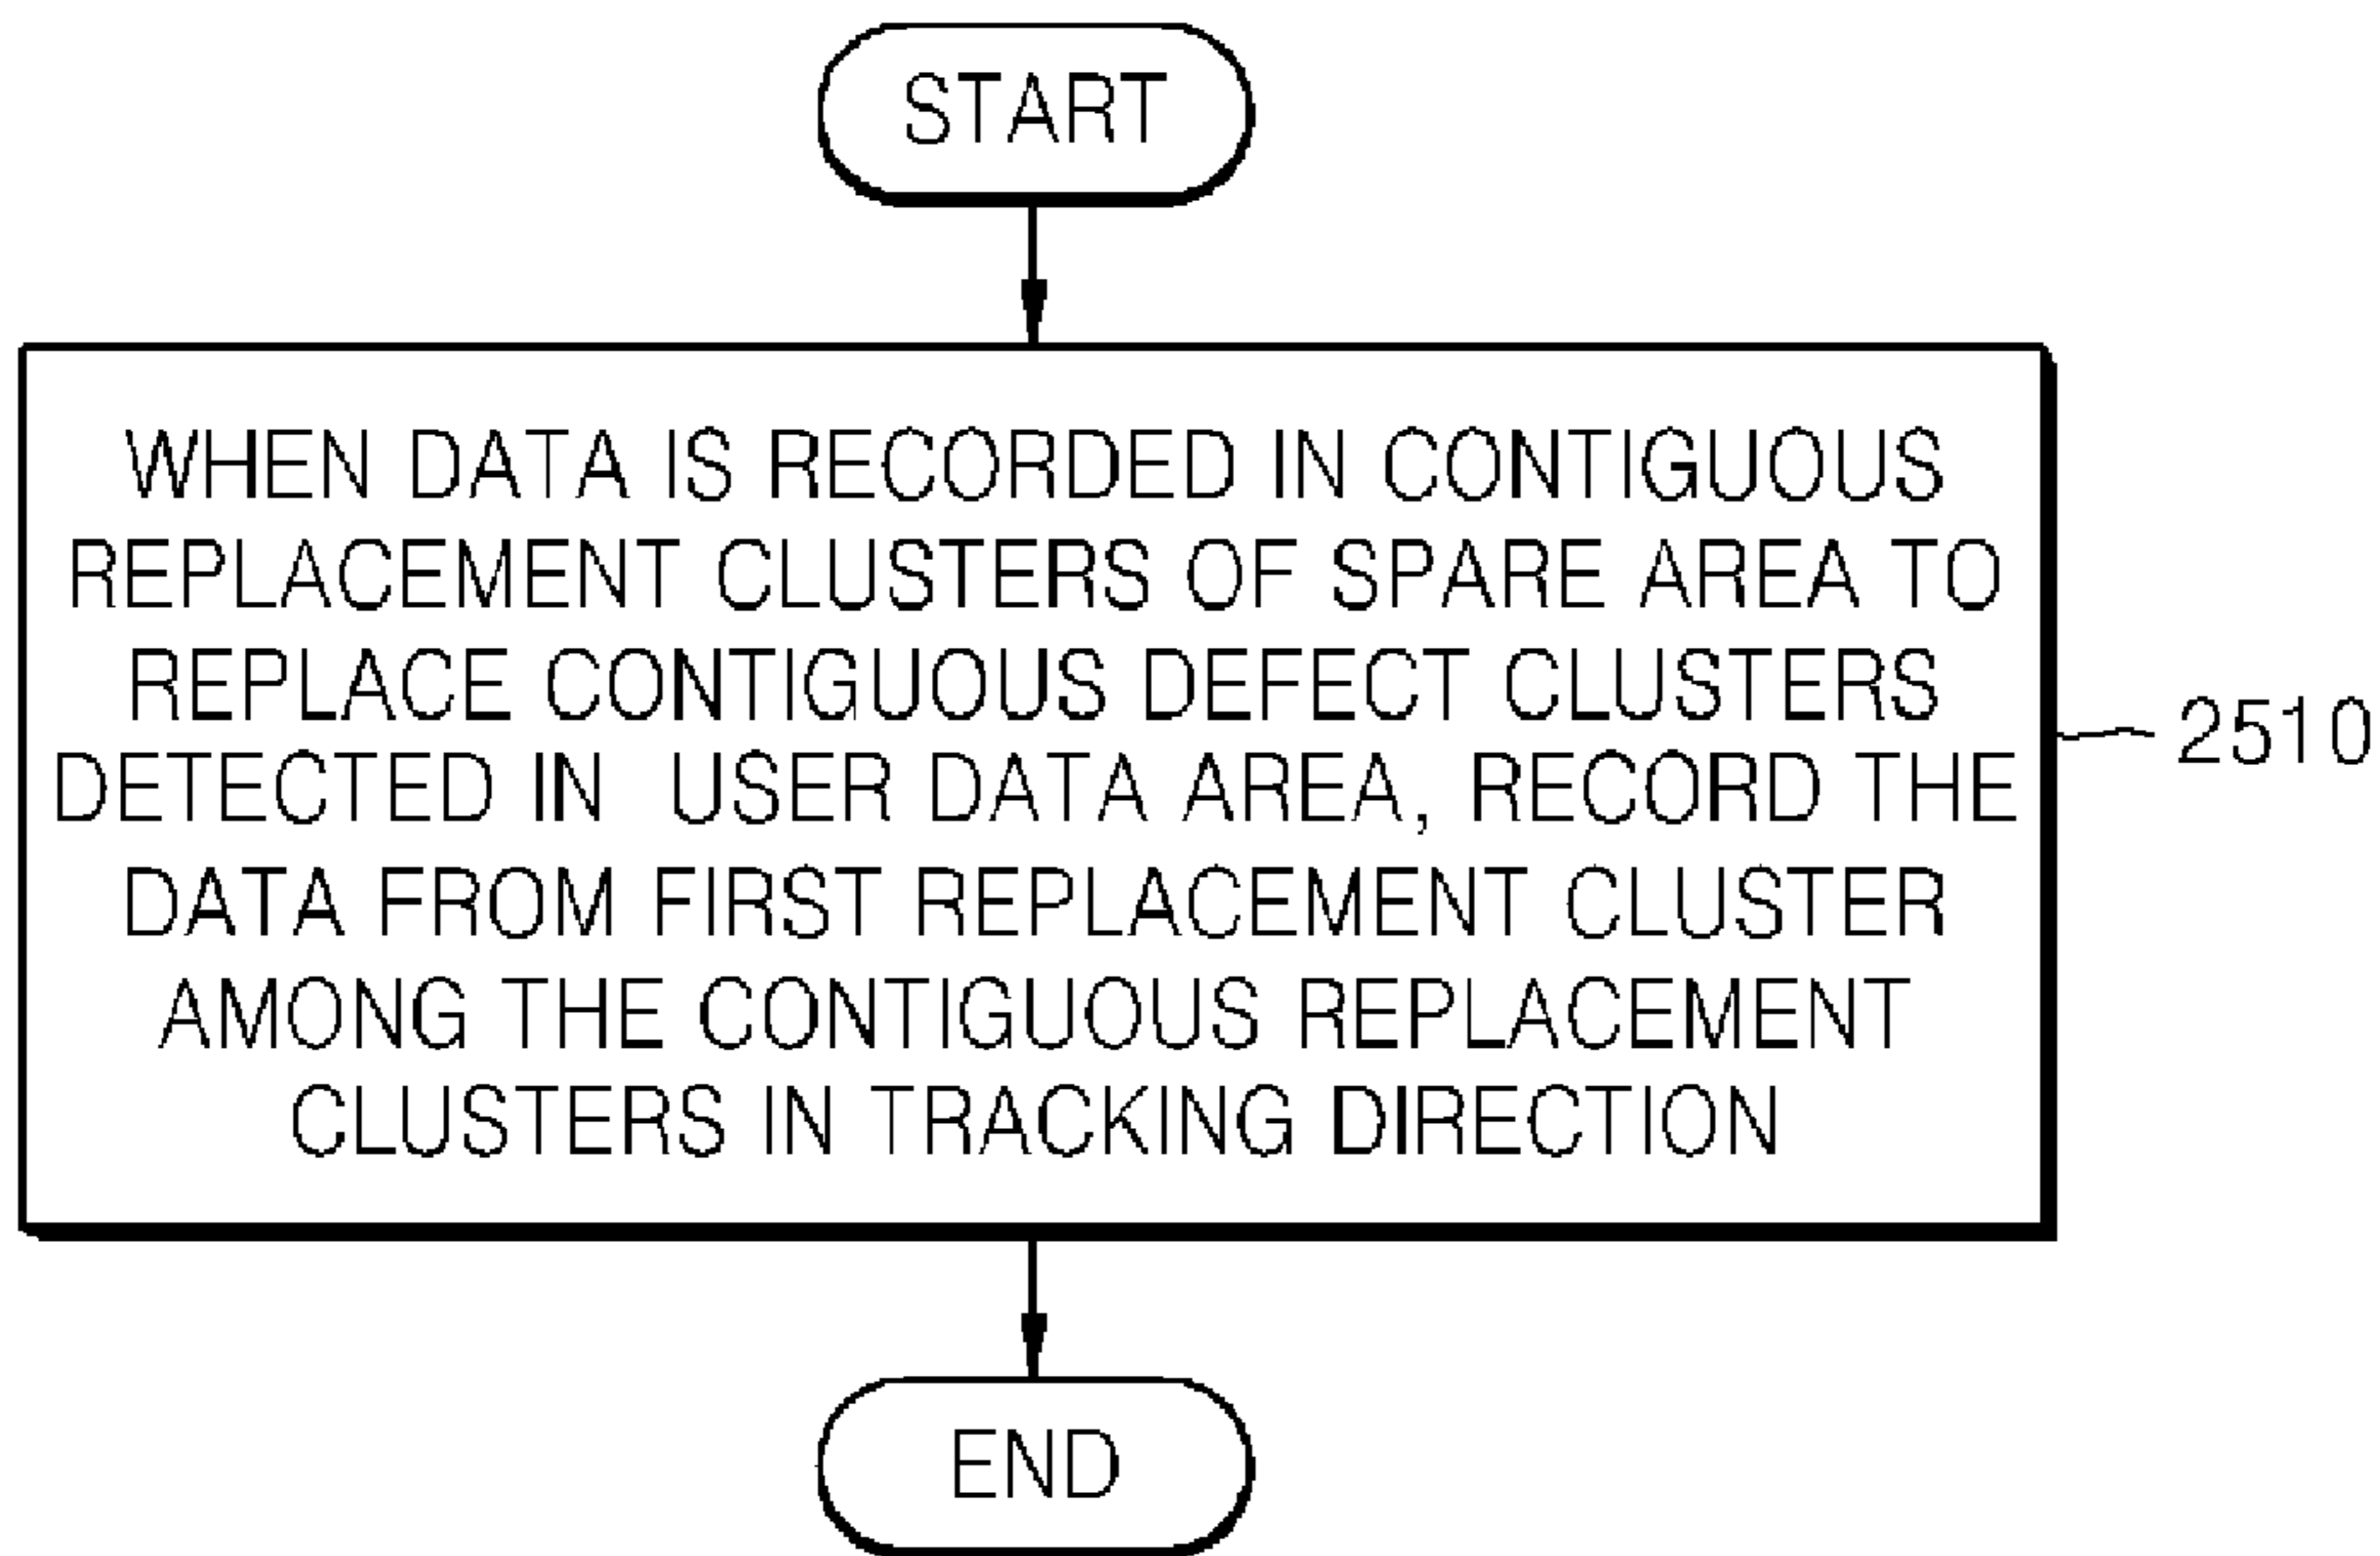 START
WHEN DATA IS RECORDED IN CONTIGUOUS
REPLACEMENT CLUSTERS OF SPARE AREA TO
REPLACE CONTIGUOUS DEFECT CLUSTERS
DETECTED IN USER DATA AREA, RECORD THE
DATA FROM FIRST REPLACEMENT CLUSTER
AMONG THE CONTIGUOUS REPLACEMENT
CLUSTERS IN TRACKING DIRECTION
2510
END